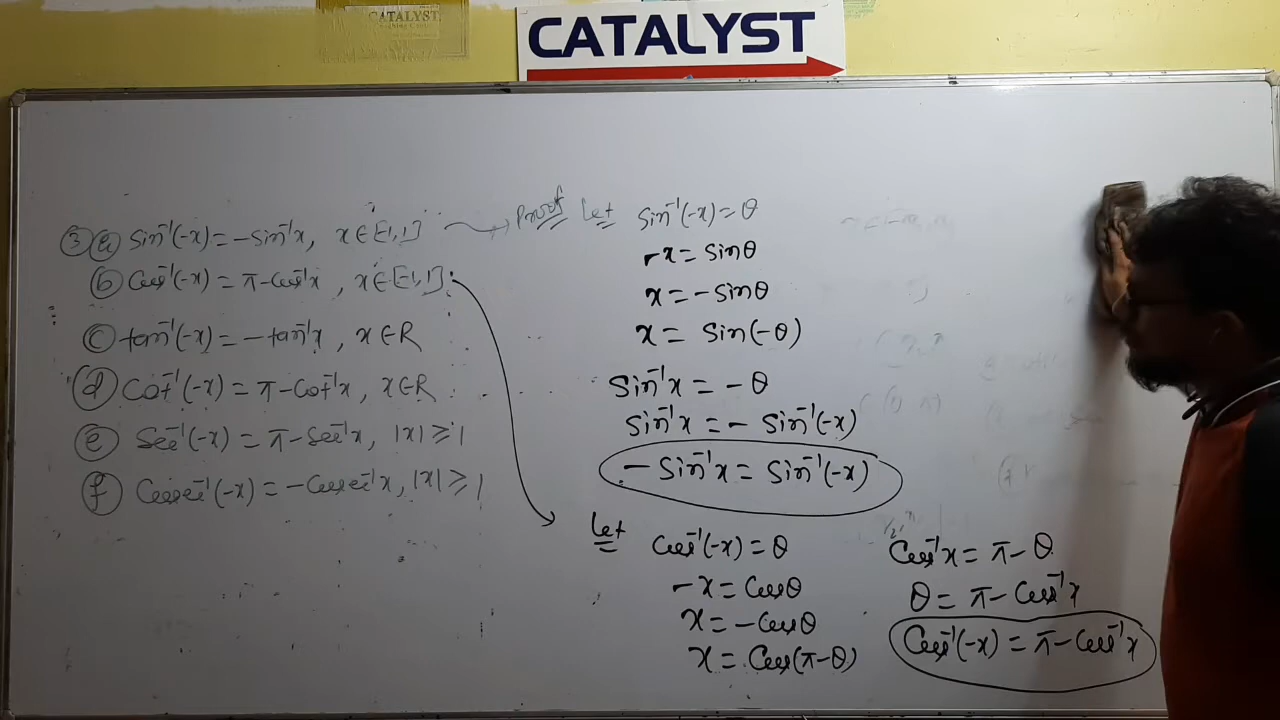 CATALYST
CATALYST
③ⓐ Sin⁻¹(-x) = -Sin⁻¹x, x∈[-1,1] → Proof
ⓑ Cos⁻¹(-x) = π-Cos⁻¹x, x∈[-1,1]
ⓒ tan⁻¹(-x) = -tan⁻¹x, x∈R
ⓓ Cot⁻¹(-x) = π-Cot⁻¹x, x∈R
ⓔ Sec⁻¹(-x) = π-Sec⁻¹x, |x| ≥ 1
ⓕ Cosec⁻¹(-x) = -Cosec⁻¹x, |x| ≥ 1
Let Sin⁻¹(-x) = θ
-x = Sinθ
x = -Sinθ
x = Sin(-θ)
Sin⁻¹x = -θ
Sin⁻¹x = - Sin⁻¹(-x)
- Sin⁻¹x = Sin⁻¹(-x)
Let Cos⁻¹(-x) = θ
-x = Cosθ
x = -Cosθ
x = Cos(π-θ)
Cos⁻¹x = π-θ
θ = π-Cos⁻¹x
Cos⁻¹(-x) = π-Cos⁻¹x